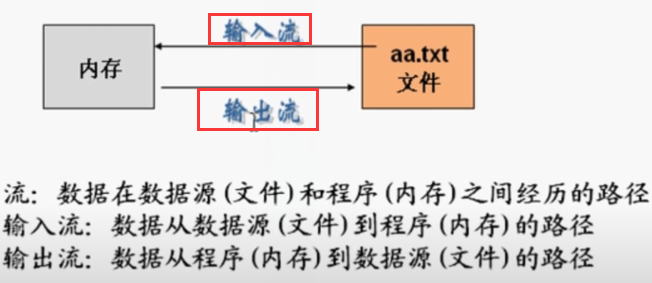 输入流
内存
aa.txt
文件
输出流
流：数据在数据源(文件)和程序(内存)之间经历的路径
输入流：数据从数据源(文件)到程序(内存)的路径
输出流：数据从程序(内存)到数据源(文件)的路径